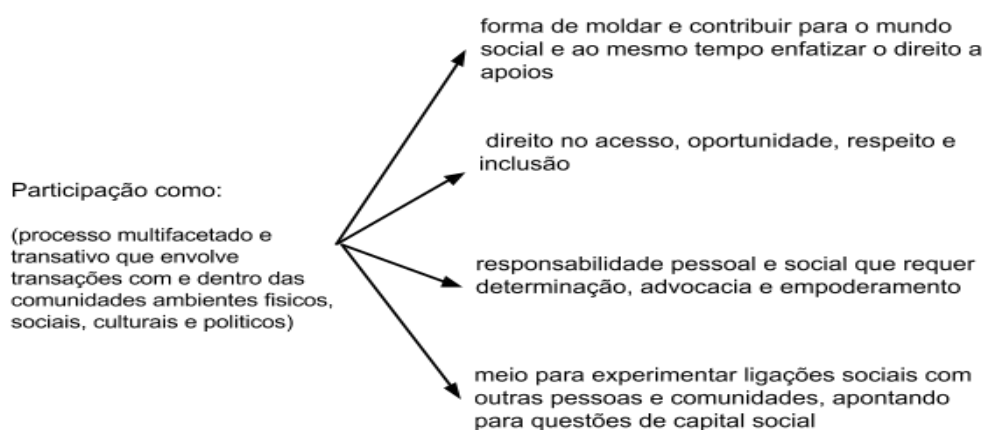 forma de moldar e contribuir para o mundo
social e ao mesmo tempo enfatizar o direito a
apoios
direito no acesso, oportunidade, respeito e
inclusão
Participação como:
(processo multifacetado e
transativo que envolve
transações com e dentro das
comunidades ambientes fisicos,
sociais, culturais e politicos)
responsabilidade pessoal e social que requer
determinação, advocacia e empoderamento
meio para experimentar ligações sociais com
outras pessoas e comunidades, apontando
para questões de capital social